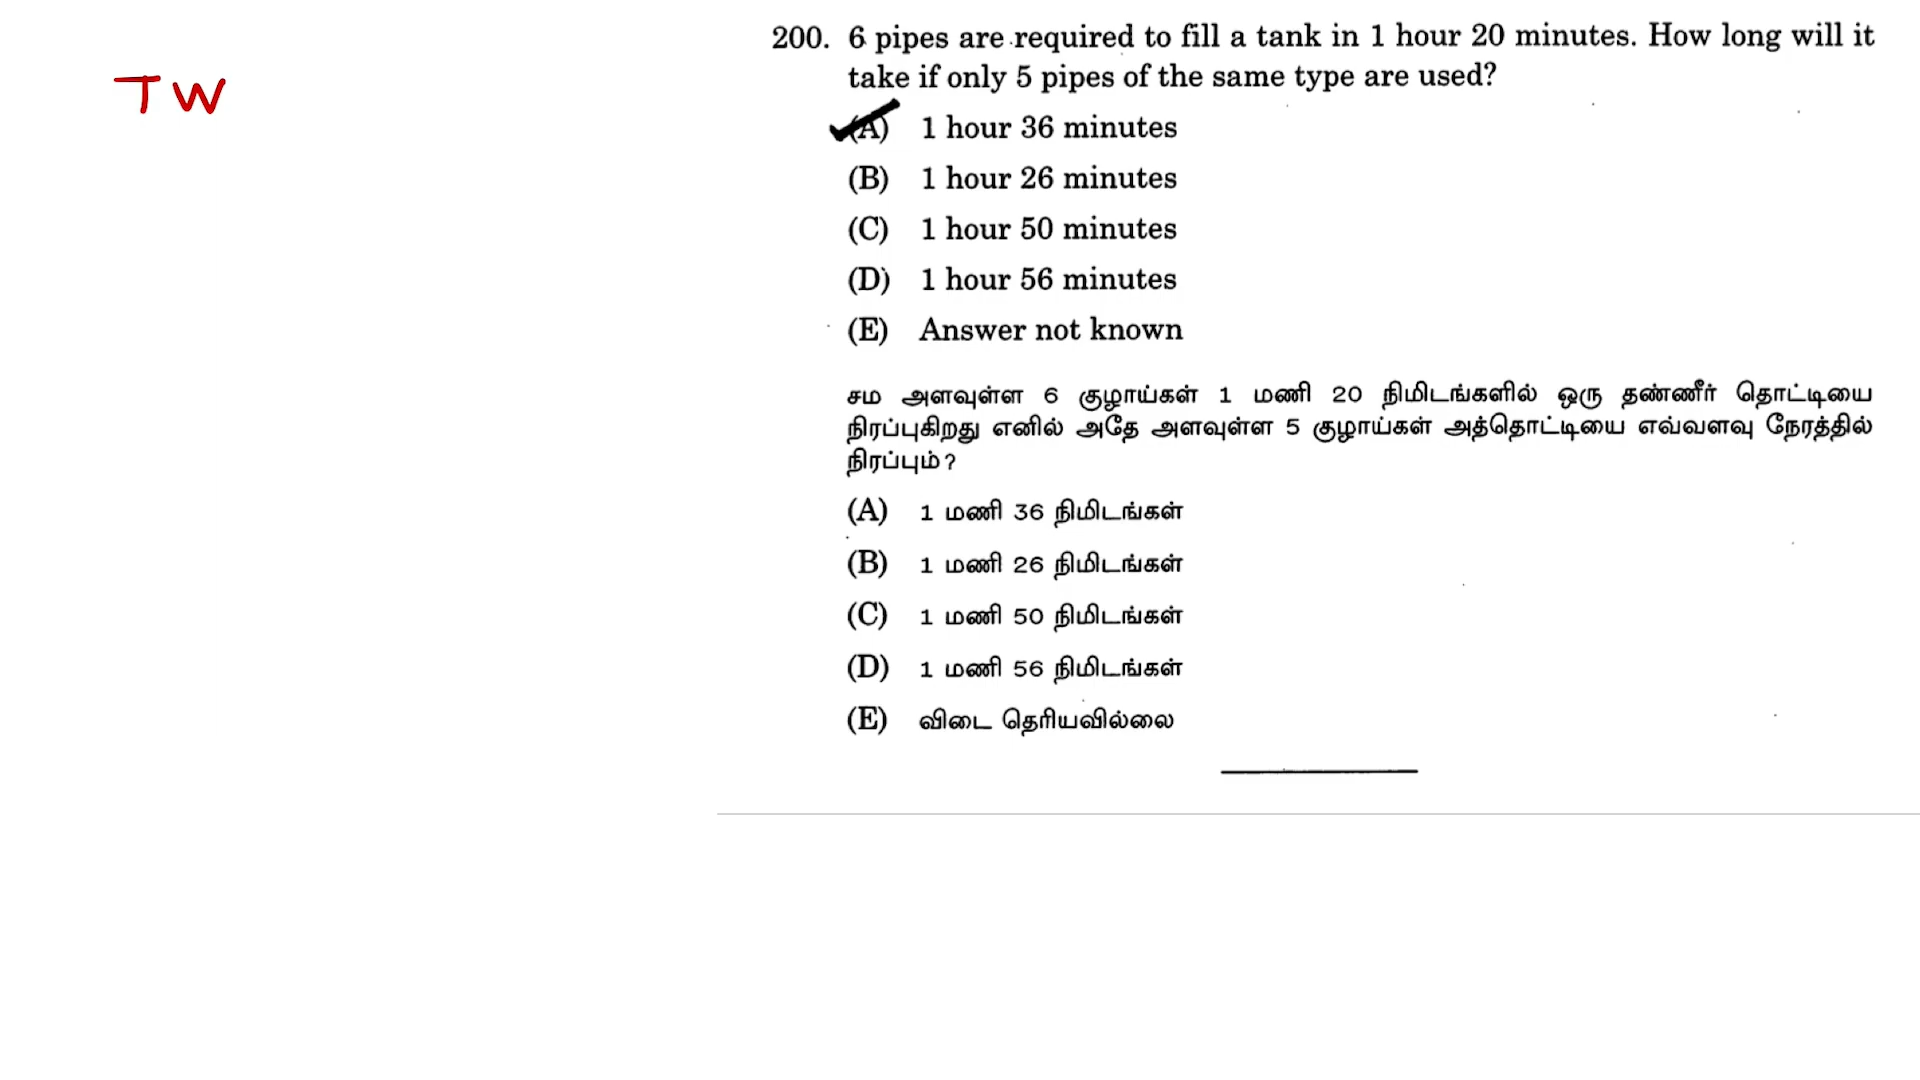 TW
200. 6 pipes are required to fill a tank in 1 hour 20 minutes. How long will it
take if only 5 pipes of the same type are used?
(A) 1 hour 36 minutes
(B) 1 hour 26 minutes
(C) 1 hour 50 minutes
(D) 1 hour 56 minutes
(E) Answer not known
சம அளவுள்ள 6 குழாய்கள் 1 மணி 20 நிமிடங்களில் ஒரு தண்ணீர் தொட்டியை
நிரப்புகிறது எனில் அதே அளவுள்ள 5 குழாய்கள் அத்தொட்டியை எவ்வளவு நேரத்தில்
நிரப்பும்?
(A) 1 மணி 36 நிமிடங்கள்
(B) 1 மணி 26 நிமிடங்கள்
(C) 1 மணி 50 நிமிடங்கள்
(D) 1 மணி 56 நிமிடங்கள்
(E) விடை தெரியவில்லை